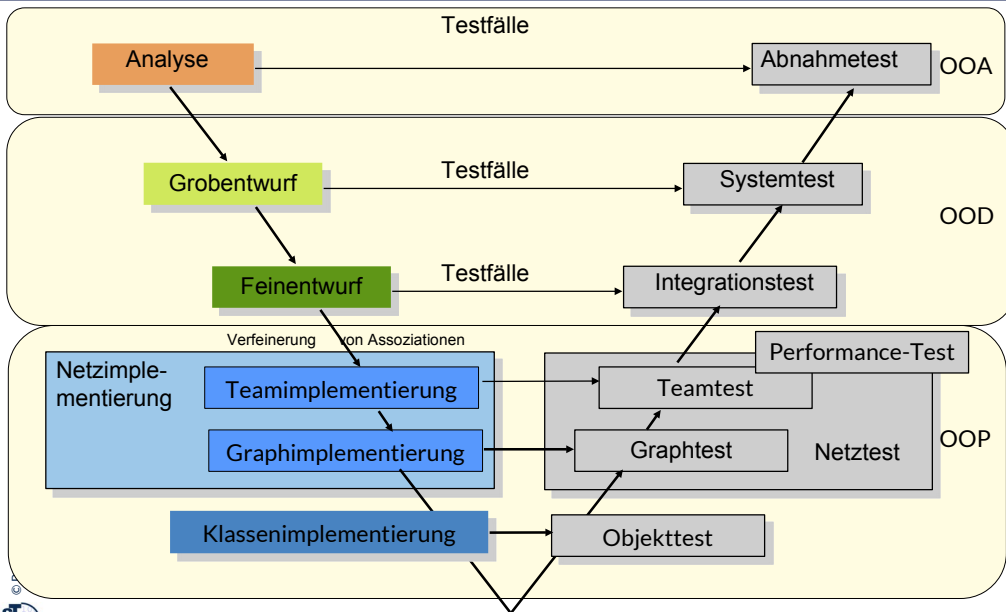 Testfälle
Analyse
Abnahmetest
OOA
Testfälle
Grobentwurf
Systemtest
OOD
Testfälle
Feinentwurf
Integrationstest
Verfeinerung von Assoziationen
Performance-Test
Netzimple-
mentierung
Teamimplementierung
Teamtest
OOP
Graphimplementierung
Graphtest
Netztest
Klassenimplementierung
Objekttest
©